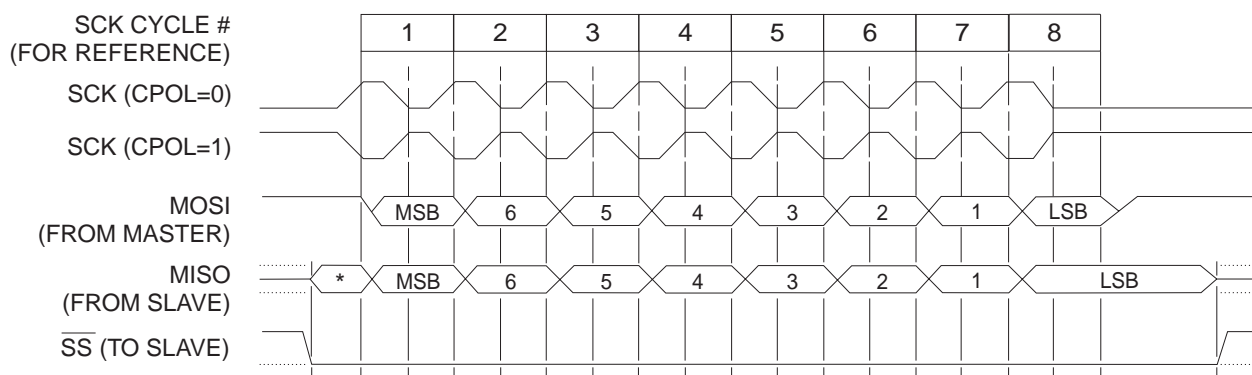 SCK CYCLE #
(FOR REFERENCE)
1 2 3 4 5 6 7 8
SCK (CPOL=0)
SCK (CPOL=1)
MOSI
(FROM MASTER)
MSB 6 5 4 3 2 1 LSB
MISO
(FROM SLAVE)
* MSB 6 5 4 3 2 1 LSB
SS (TO SLAVE)